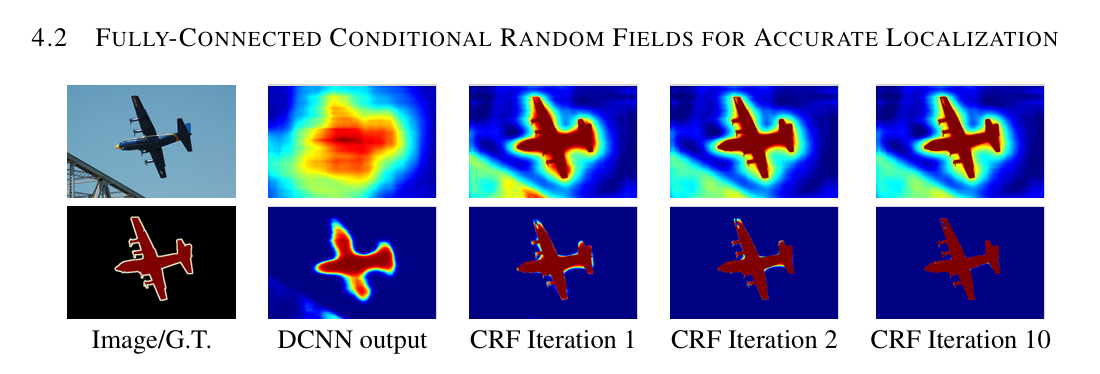 4.2 FULLY-CONNECTED CONDITIONAL RANDOM FIELDS FOR ACCURATE LOCALIZATION
Image/G.T. DCNN output CRF Iteration 1 CRF Iteration 2 CRF Iteration 10